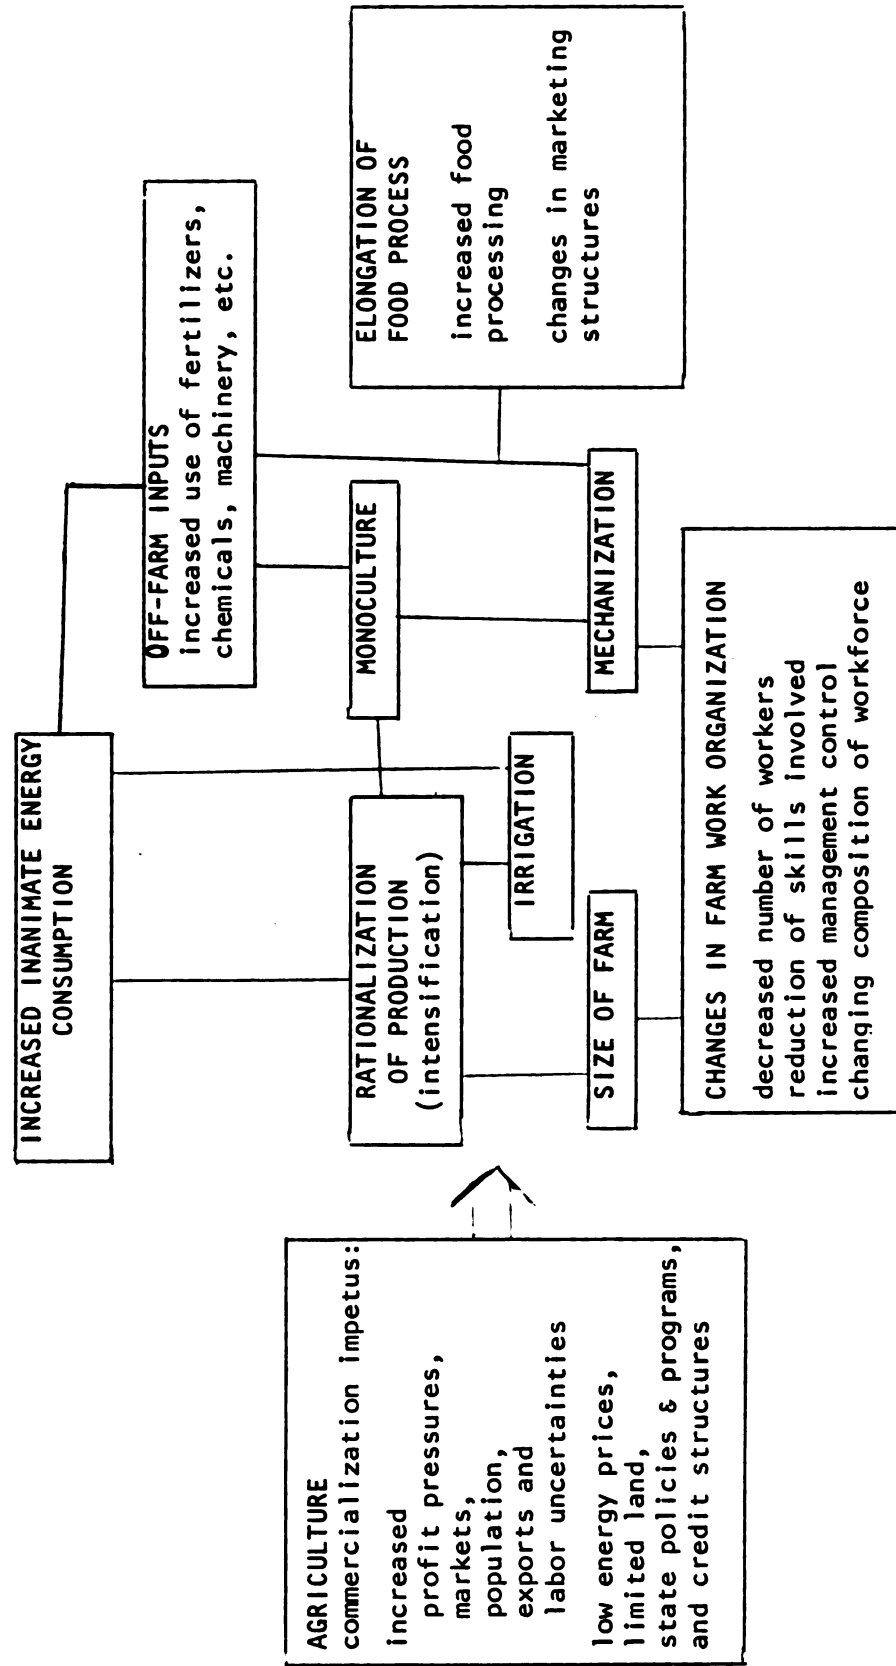 AGRICULTURE
commercialization impetus:
increased
profit pressures,
markets,
population,
exports and
labor uncertainties
low energy prices,
limited land,
state policies & programs,
and credit structures
INCREASED INANIMATE ENERGY
CONSUMPTION
RATIONALIZATION
OF PRODUCTION
(intensification)
IRRIGATION
SIZE OF FARM
OFF-FARM INPUTS
increased use of fertilizers,
chemicals, machinery, etc.
MONOCULTURE
MECHANIZATION
CHANGES IN FARM WORK ORGANIZATION
decreased number of workers
reduction of skills involved
increased management control
changing composition of workforce
ELONGATION OF
FOOD PROCESS
increased food
processing
changes in marketing
structures